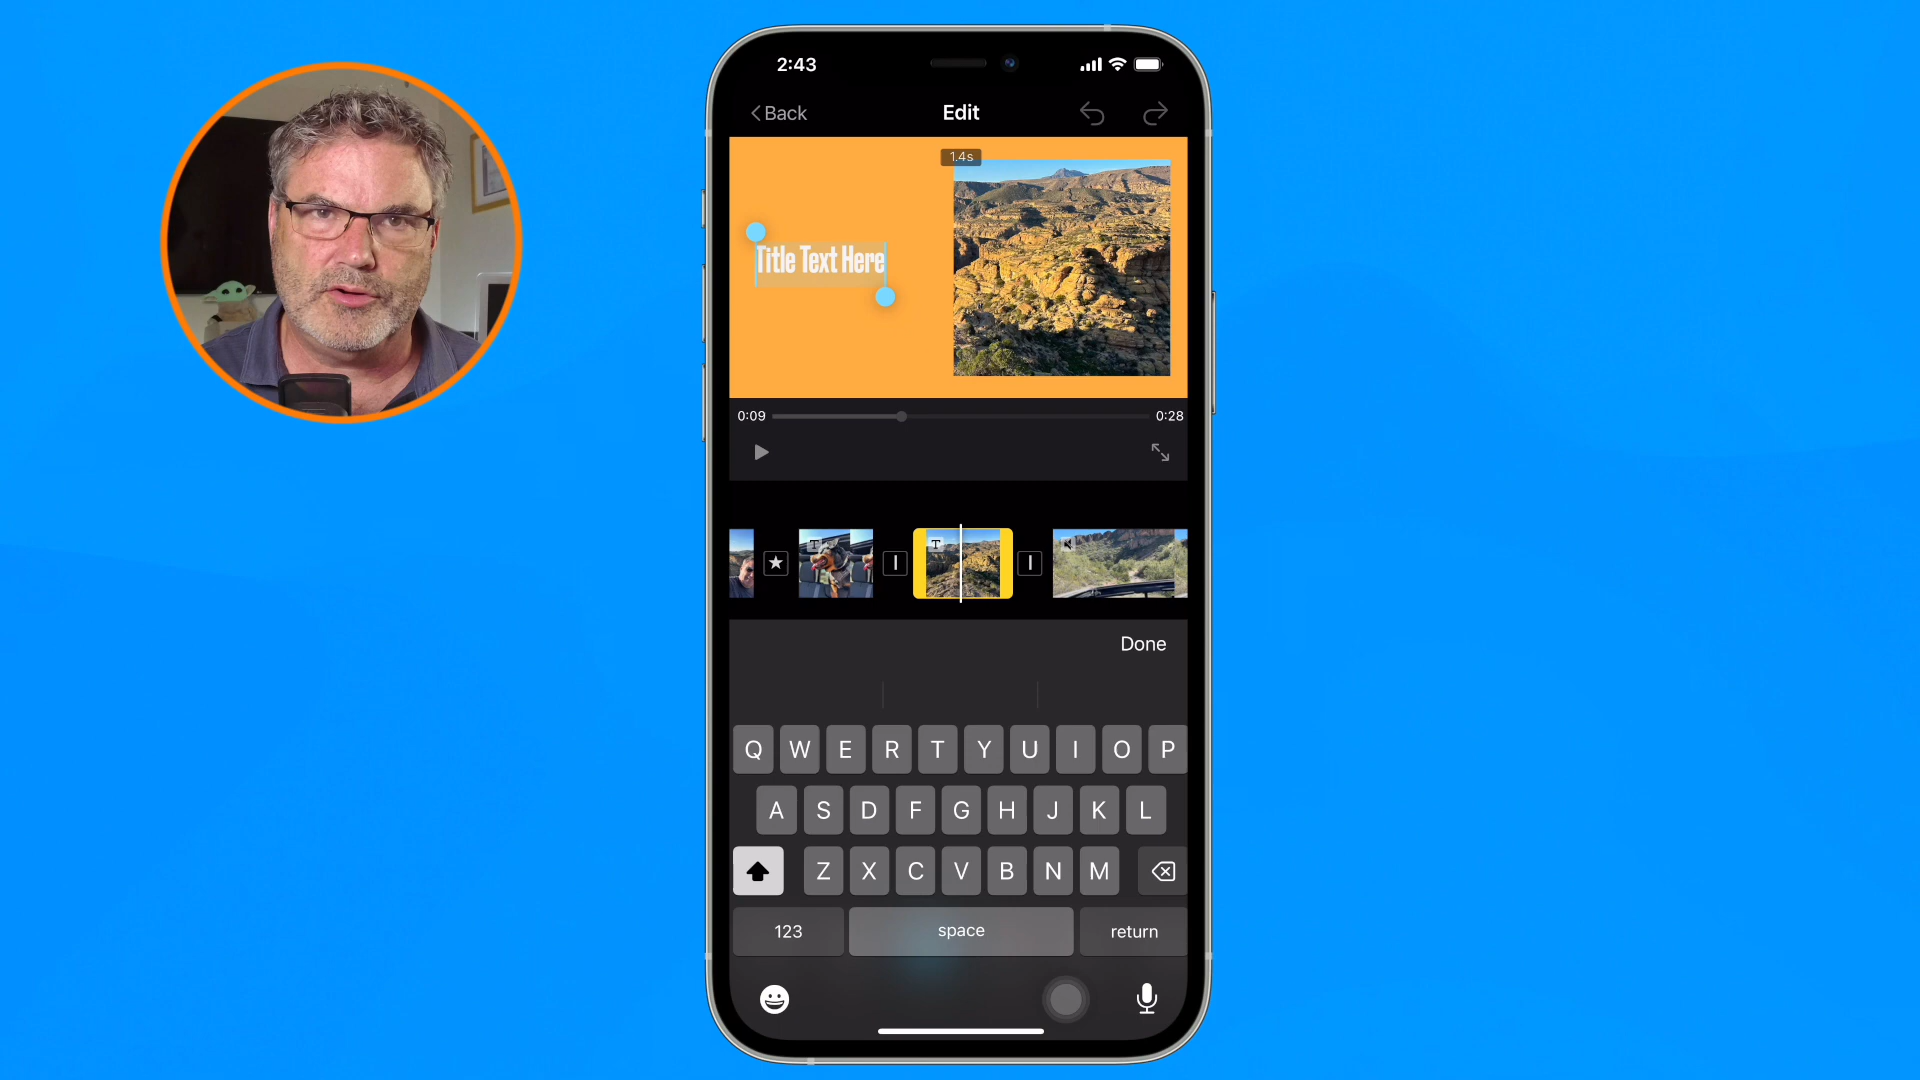 2:43
Back
Edit
1.4s
Title Text Here
0:09
0:28
T
T
Done
Q W E R T Y U I O P
A S D F G H J K L
Z X C V B N M
123
space
return